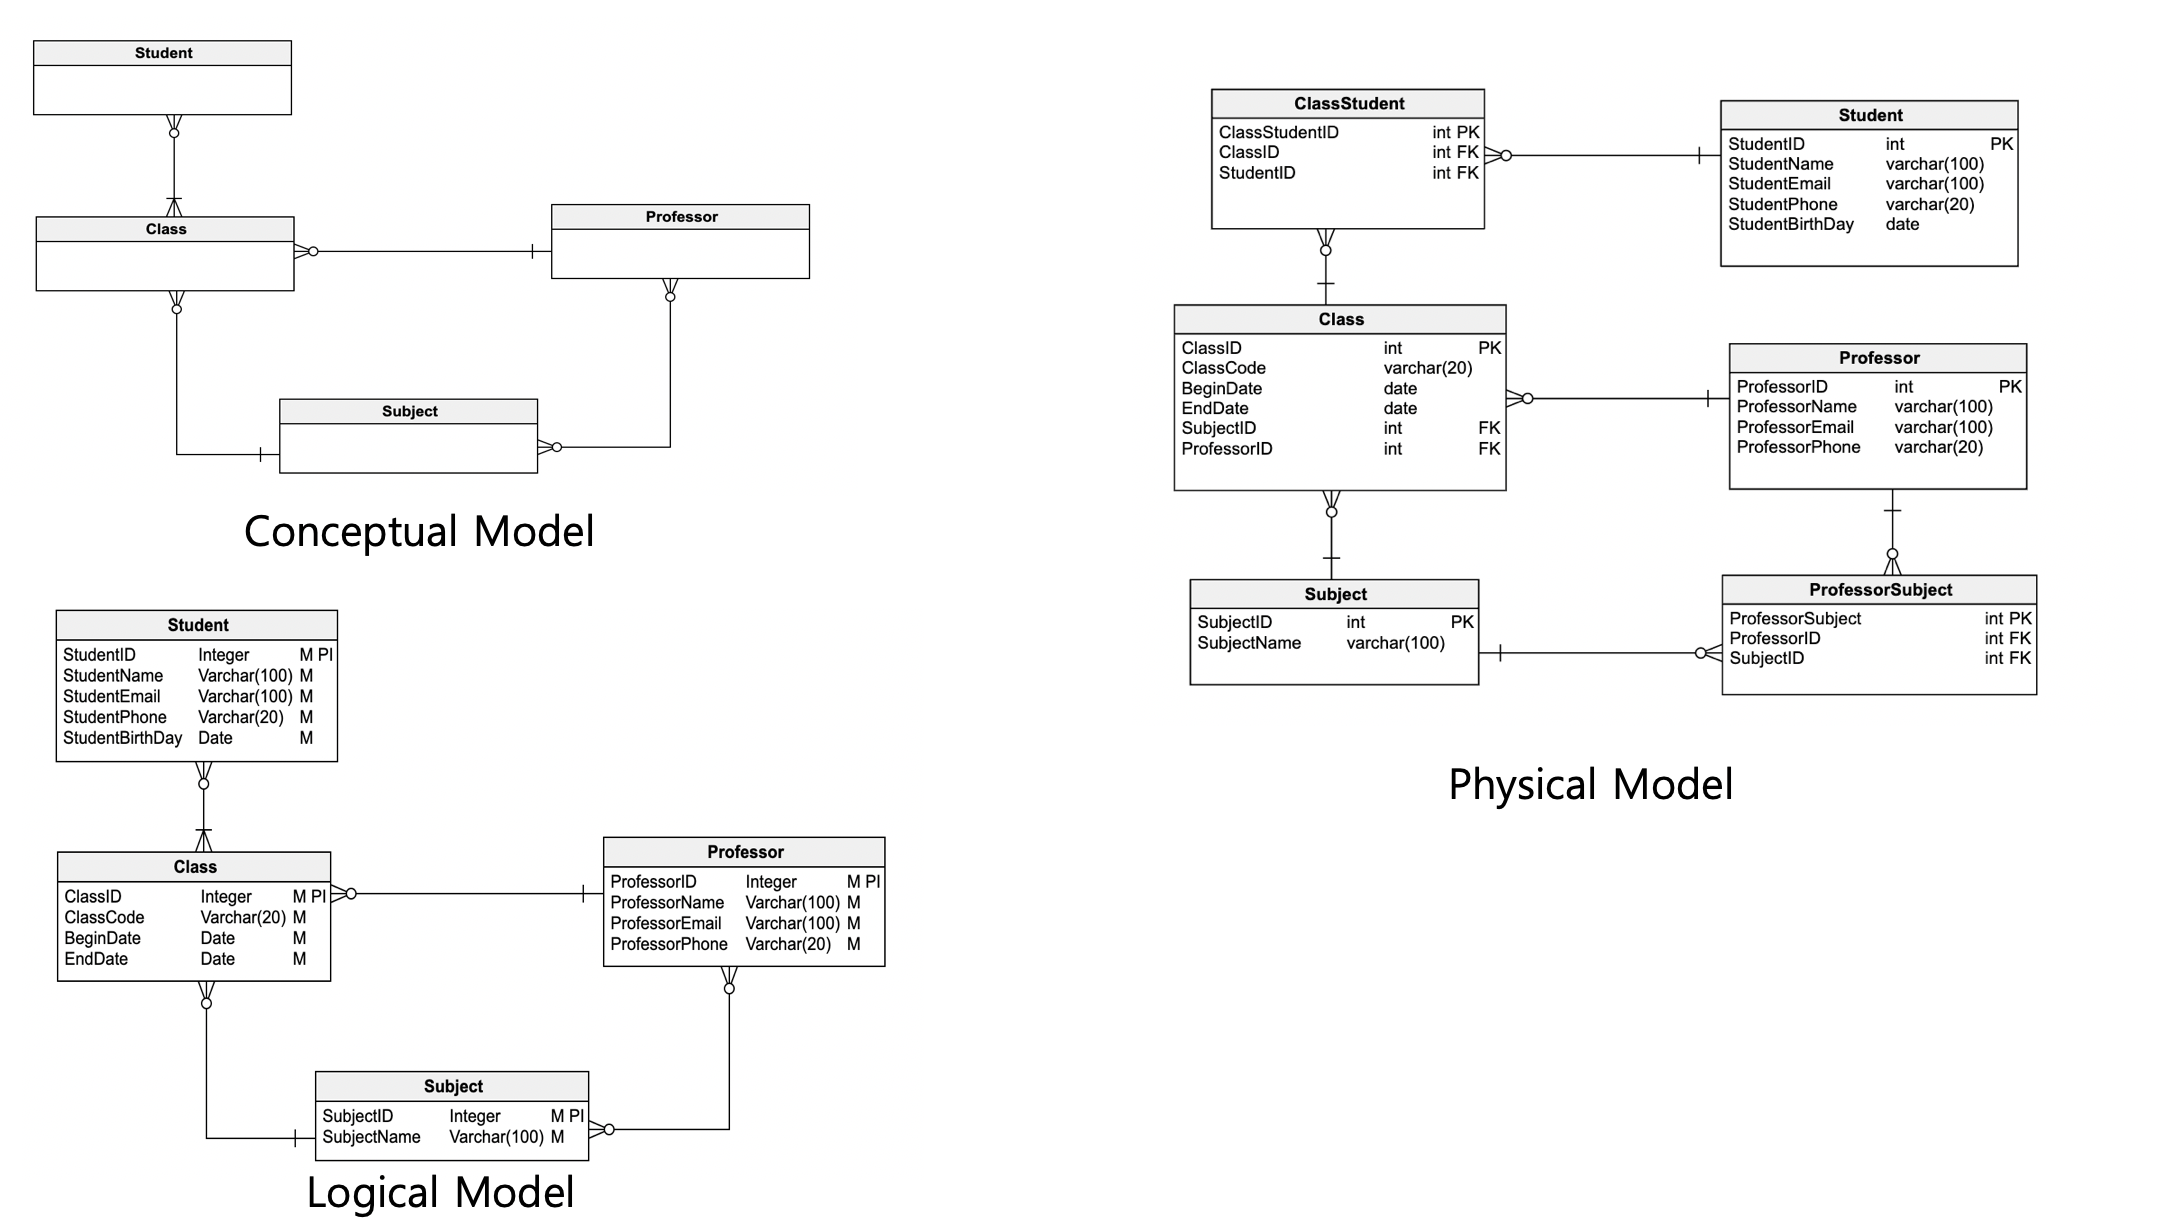 Student
Class
Professor
Subject
Conceptual Model
Student
StudentID Integer M PI
StudentName Varchar(100) M
StudentEmail Varchar(100) M
StudentPhone Varchar(20) M
StudentBirthDay Date M
Class
ClassID Integer M PI
ClassCode Varchar(20) M
BeginDate Date M
EndDate Date M
Professor
ProfessorID Integer M PI
ProfessorName Varchar(100) M
ProfessorEmail Varchar(100) M
ProfessorPhone Varchar(20) M
Subject
SubjectID Integer M PI
SubjectName Varchar(100) M
Logical Model
ClassStudent
ClassStudentID int PK
ClassID int FK
StudentID int FK
Student
StudentID int PK
StudentName varchar(100)
StudentEmail varchar(100)
StudentPhone varchar(20)
StudentBirthDay date
Class
ClassID int PK
ClassCode varchar(20)
BeginDate date
EndDate date
SubjectID int FK
ProfessorID int FK
Professor
ProfessorID int PK
ProfessorName varchar(100)
ProfessorEmail varchar(100)
ProfessorPhone varchar(20)
Subject
SubjectID int PK
SubjectName varchar(100)
ProfessorSubject
ProfessorSubject int PK
ProfessorID int FK
SubjectID int FK
Physical Model